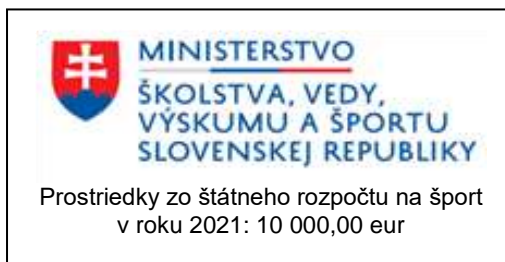 MINISTERSTVO
ŠKOLSTVA, VEDY,
VÝSKUMU A ŠPORTU
SLOVENSKEJ REPUBLIKY
Prostriedky zo štátneho rozpočtu na šport
v roku 2021: 10 000,00 eur